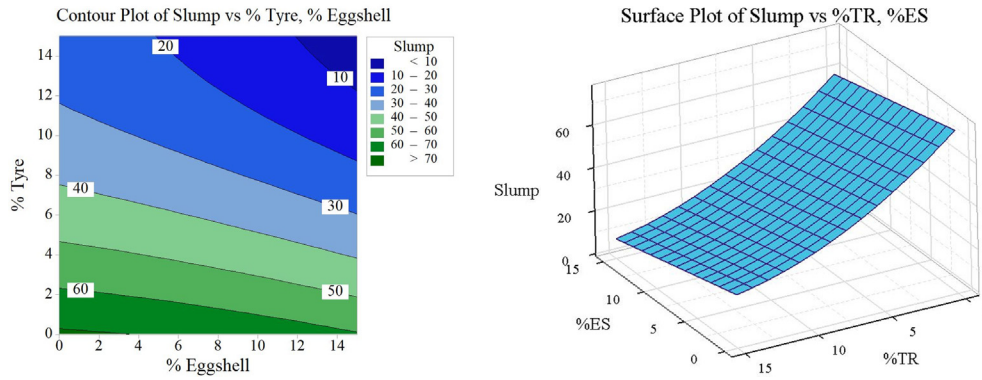 Contour Plot of Slump vs % Tyre, % Eggshell
% Tyre
14
12
10
8
6
4
2
0
20
10
40
30
60
50
0 2 4 6 8 10 12 14
% Eggshell
Slump
< 10
10 – 20
20 – 30
30 – 40
40 – 50
50 – 60
60 – 70
> 70
Surface Plot of Slump vs %TR, %ES
Slump
60
40
20
0
15
10
5
0
%ES
15
10
5
%TR